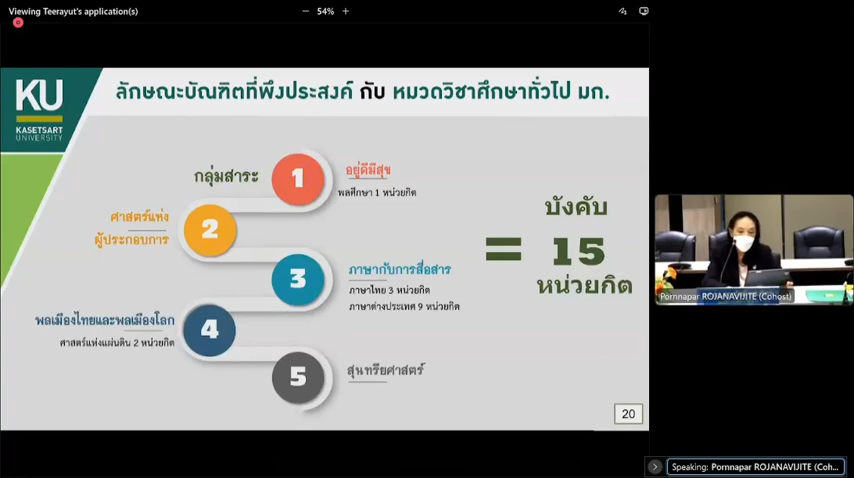 Viewing Teerayut's application(s)
54%
KU
KASETSART
UNIVERSITY
ลักษณะบัณฑิตที่พึงประสงค์ กับ หมวดวิชาศึกษาทั่วไป มก.
กลุ่มสาระ
1
อยู่ดีมีสุข
พลศึกษา 1 หน่วยกิต
ศาสตร์แห่ง
ผู้ประกอบการ
2
3
ภาษากับการสื่อสาร
ภาษาไทย 3 หน่วยกิต
ภาษาต่างประเทศ 9 หน่วยกิต
พลเมืองไทยและพลเมืองโลก
ศาสตร์แห่งแผ่นดิน 2 หน่วยกิต
4
5
สุนทรียศาสตร์
บังคับ
= 15
หน่วยกิต
20
Pornnapar ROJANAVIJITE (Cohost)
Speaking: Pornnapar ROJANAVIJITE (Coh...